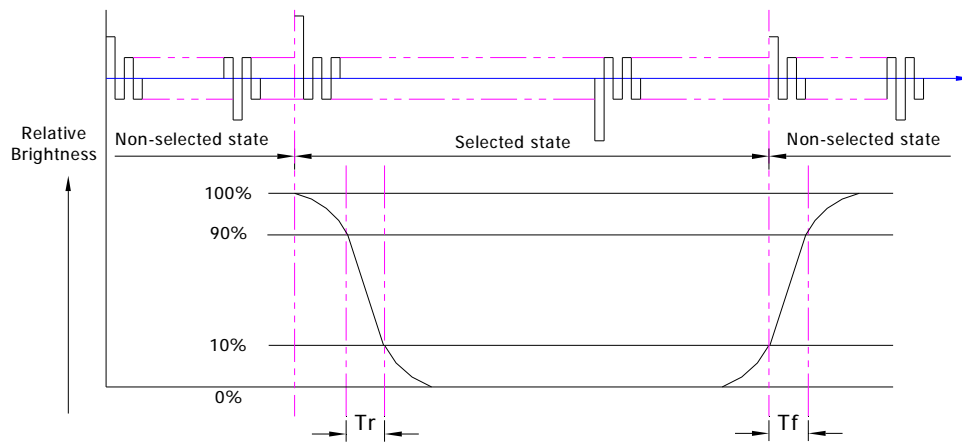 Relative
Brightness
Non-selected state
Selected state
Non-selected state
100%
90%
10%
0%
Tr
Tf